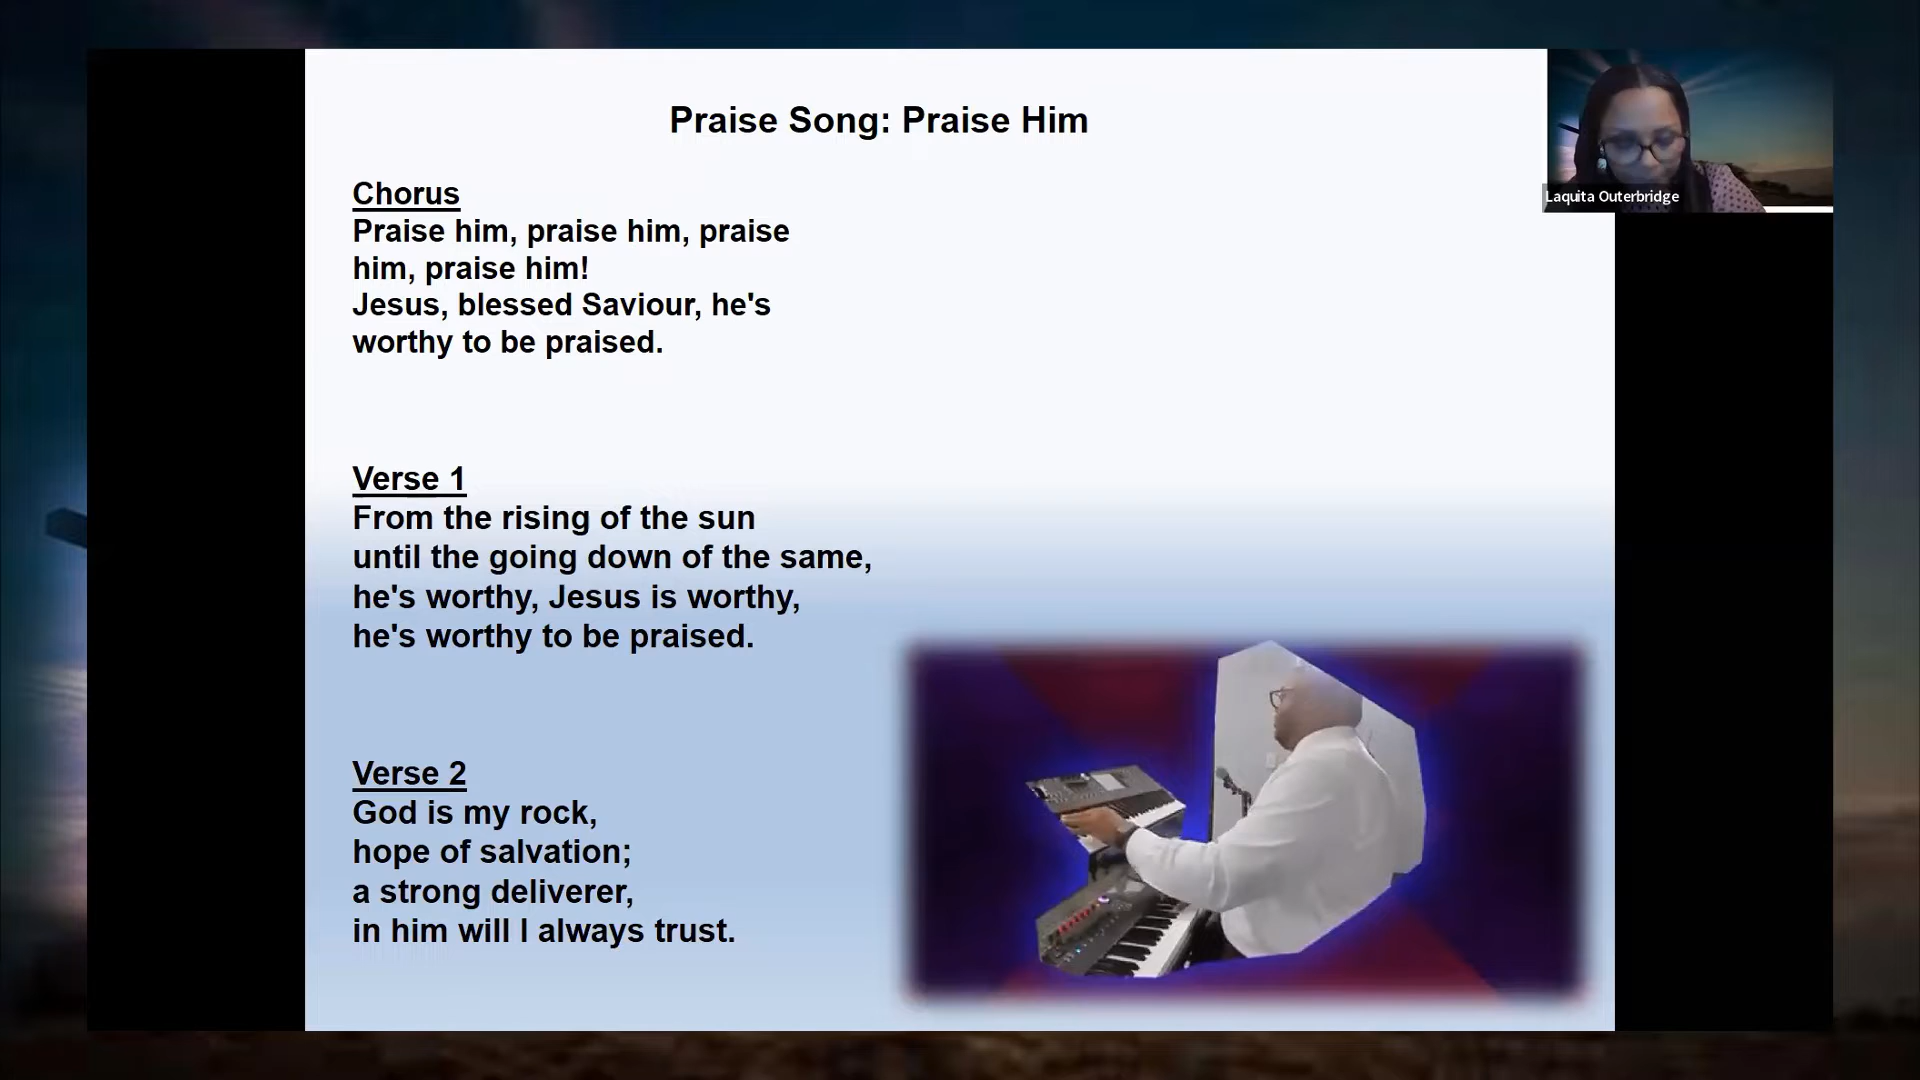 Praise Song: Praise Him
Laquita Outerbridge
Chorus
Praise him, praise him, praise
him, praise him!
Jesus, blessed Saviour, he's
worthy to be praised.
Verse 1
From the rising of the sun
until the going down of the same,
he's worthy, Jesus is worthy,
he's worthy to be praised.
Verse 2
God is my rock,
hope of salvation;
a strong deliverer,
in him will I always trust.